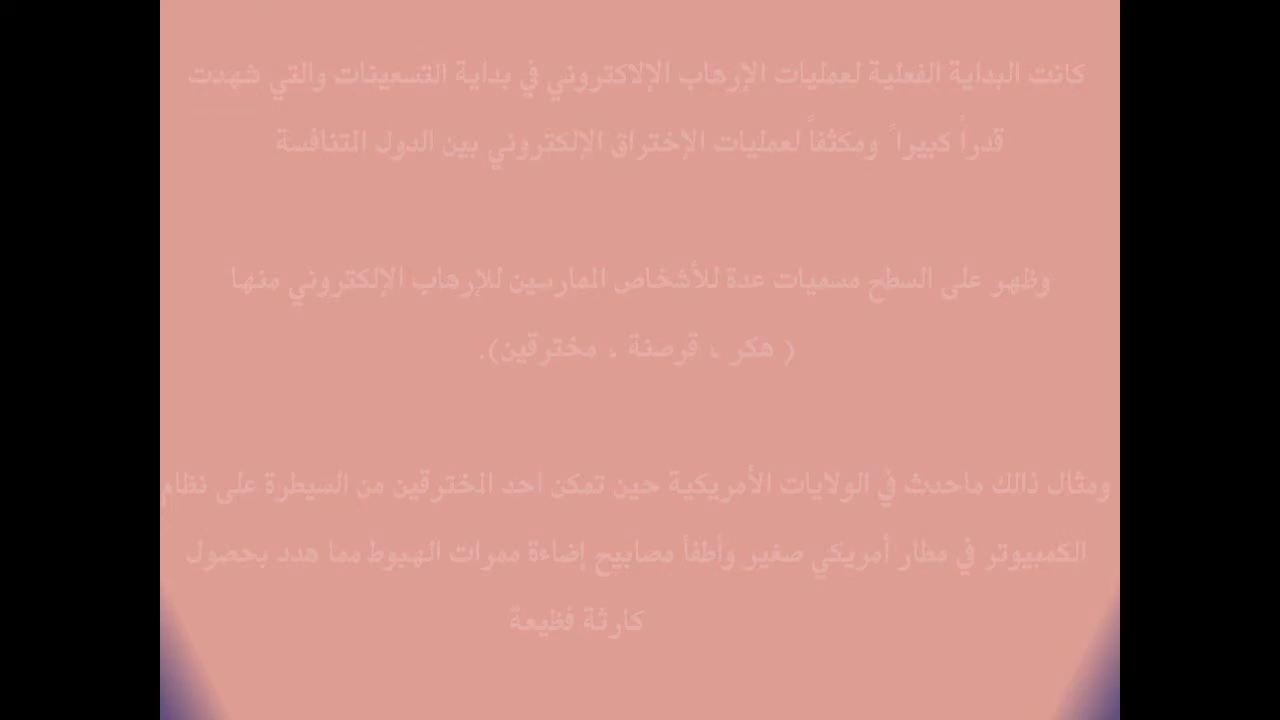 كانت البداية الفعلية لعمليات الإرهاب الإلاكتروني في بداية التسعينات والتي شهدت
قدراً كبيرا ً ومكثفاً لعمليات الإختراق الإلكتروني بين الدول المتنافسة
وظهر على السطح مسميات عدة للأشخاص الممارسين للإرهاب الإلكتروني منها
( هكر ، قرصنة ، مخترقين).
ومثال ذالك ماحدث في الولايات الأمريكية حين تمكن احد المخترقين من السيطرة على نظام
الكمبيوتر في مطار أمريكي صغير وأطفأ مصابيح إضاءة ممرات الهبوط مما هدد بحصول
كارثة فظيعة